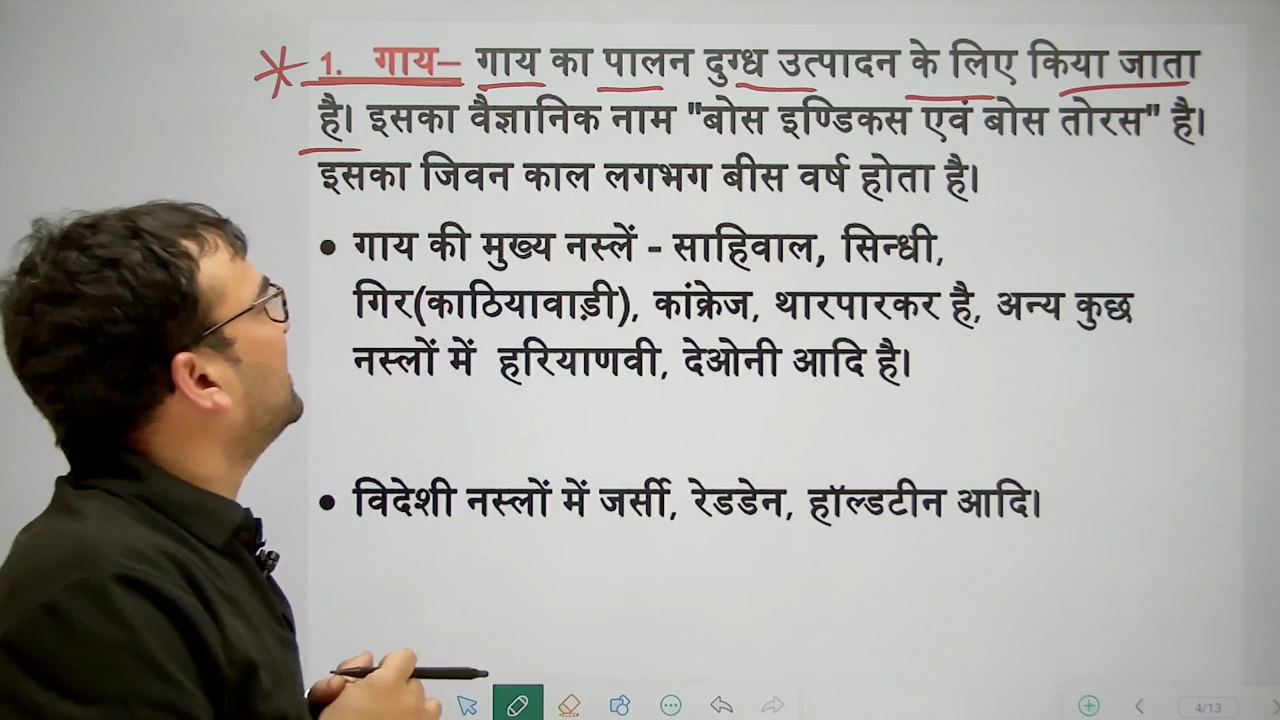 1. गाय– गाय का पालन दुग्ध उत्पादन के लिए किया जाता
है। इसका वैज्ञानिक नाम "बोस इण्डिकस एवं बोस तोरस" है।
इसका जिवन काल लगभग बीस वर्ष होता है।
• गाय की मुख्य नस्लें - साहिवाल, सिन्धी,
गिर(काठियावाड़ी), कांक्रेज, थारपारकर है, अन्य कुछ
नस्लों में हरियाणवी, देओनी आदि है।
• विदेशी नस्लों में जर्सी, रेडडेन, हॉल्डटीन आदि।
4/13